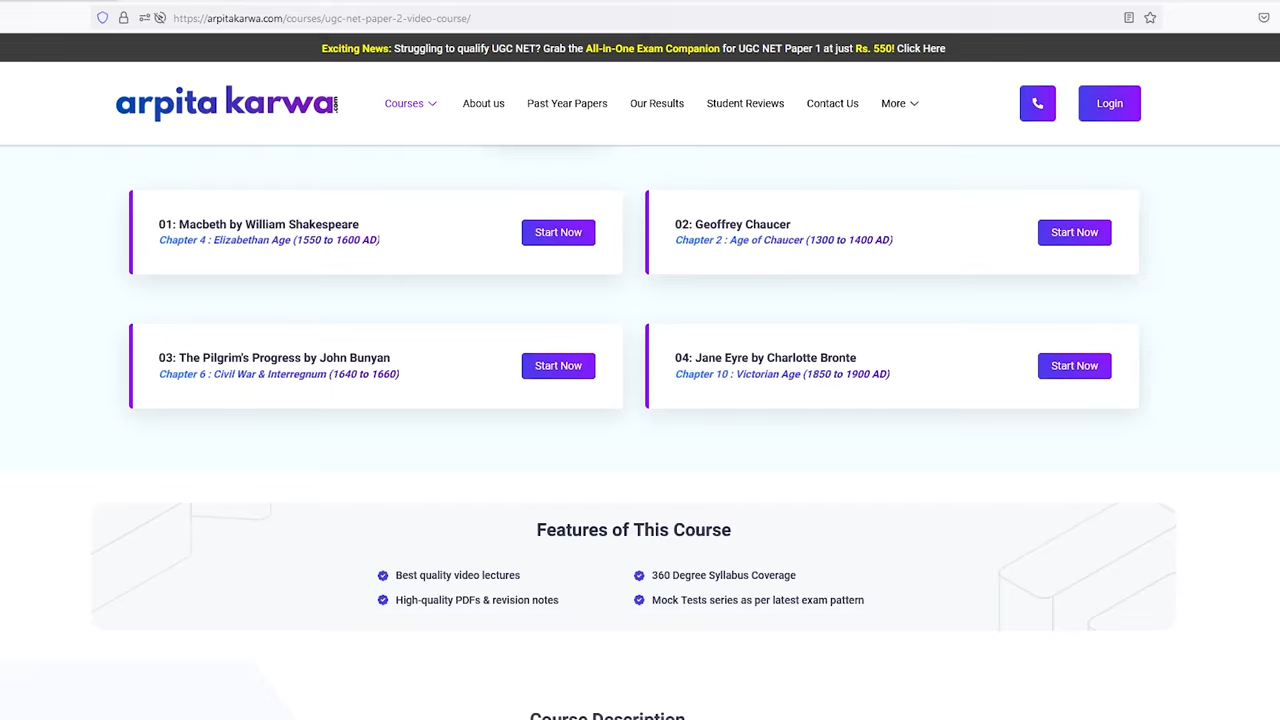 https://arpitakarwa.com/courses/ugc-net-paper-2-video-course/
Exciting News: Struggling to qualify UGC NET? Grab the All-in-One Exam Companion for UGC NET Paper 1 at just Rs. 550! Click Here
arpita karwa.com
Courses
About us
Past Year Papers
Our Results
Student Reviews
Contact Us
More
Login
01: Macbeth by William Shakespeare
Chapter 4 : Elizabethan Age (1550 to 1600 AD)
Start Now
02: Geoffrey Chaucer
Chapter 2 : Age of Chaucer (1300 to 1400 AD)
Start Now
03: The Pilgrim's Progress by John Bunyan
Chapter 6 : Civil War & Interregnum (1640 to 1660)
Start Now
04: Jane Eyre by Charlotte Bronte
Chapter 10 : Victorian Age (1850 to 1900 AD)
Start Now
Features of This Course
Best quality video lectures
360 Degree Syllabus Coverage
High-quality PDFs & revision notes
Mock Tests series as per latest exam pattern
Course Description